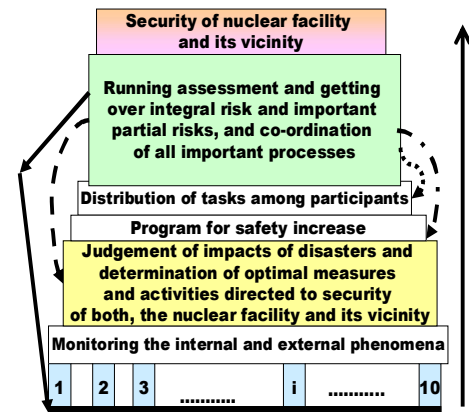 Security of nuclear facility
and its vicinity
Running assessment and getting
over integral risk and important
partial risks, and co-ordination
of all important processes
Distribution of tasks among participants
Program for safety increase
Judgement of impacts of disasters and
determination of optimal measures
and activities directed to security
of both, the nuclear facility and its vicinity
Monitoring the internal and external phenomena
1 2 3 ........... i ........... 10